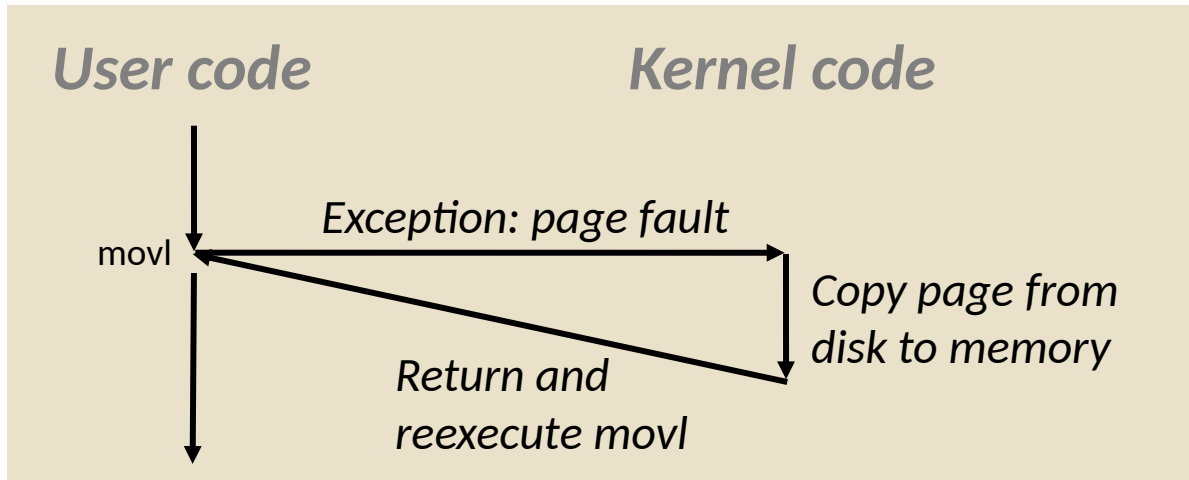 User code
Kernel code
Exception: page fault
movl
Copy page from
disk to memory
Return and
reexecute movl